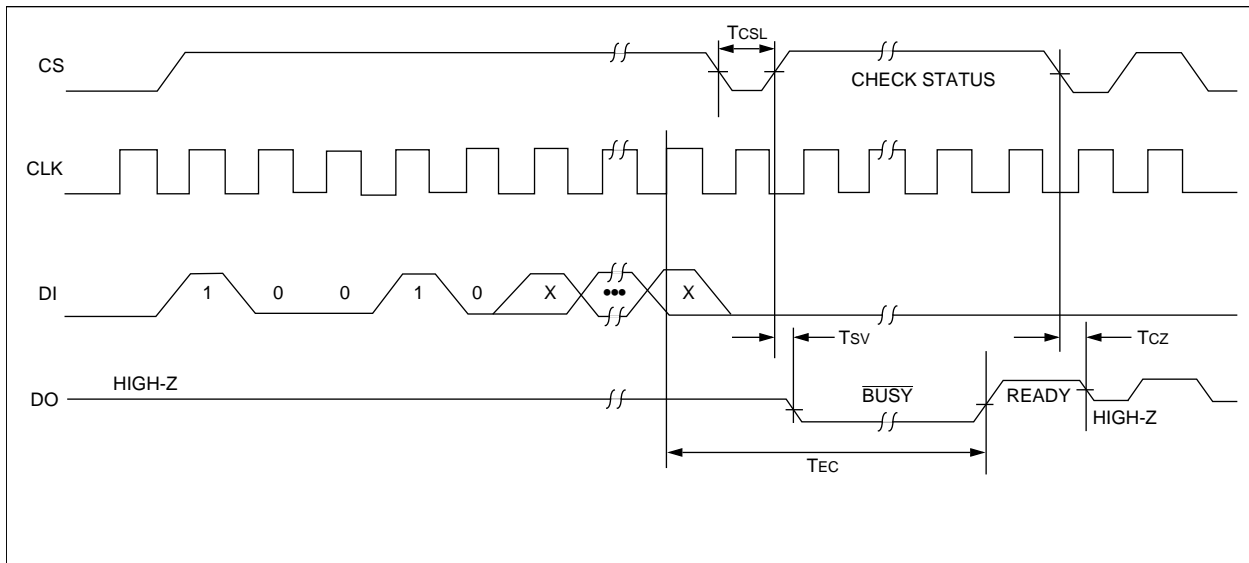 TCSL
CS
CHECK STATUS
CLK
DI
1 0 0 1 0 X ••• X
TSV
TCZ
HIGH-Z
DO
BUSY
READY
HIGH-Z
TEC